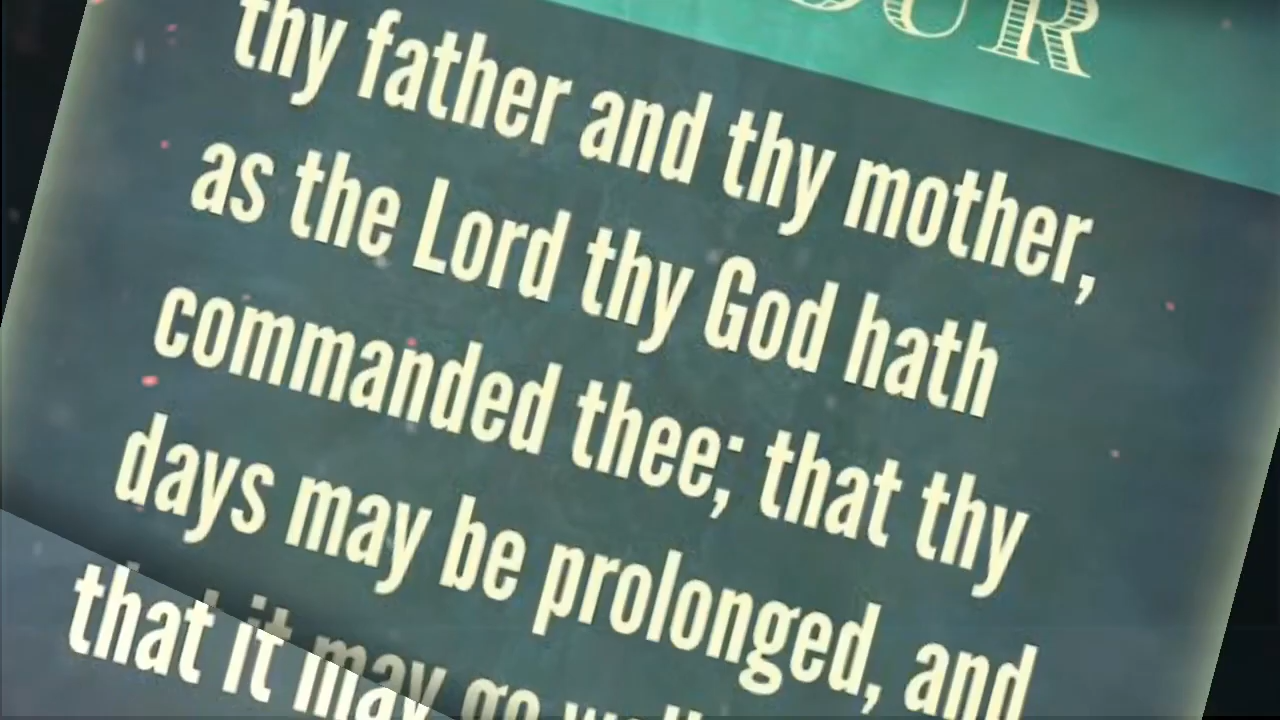 OUR
thy father and thy mother,
as the Lord thy God hath
commanded thee; that thy
days may be prolonged, and
that it may go well